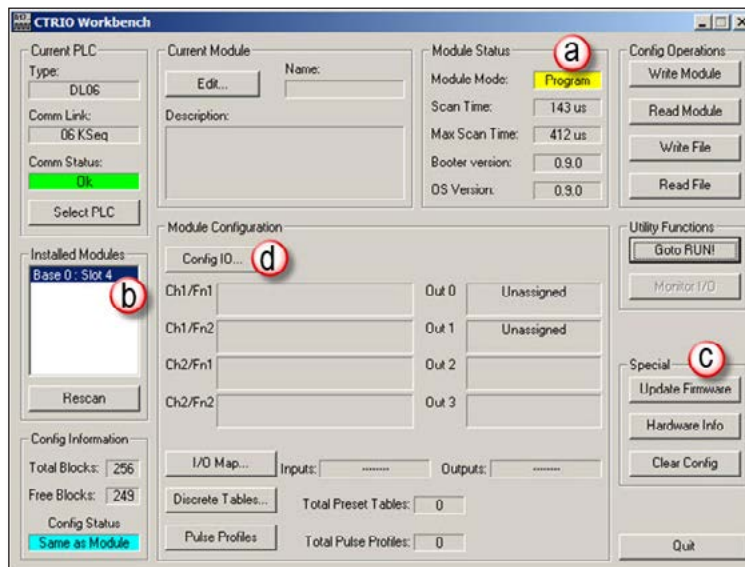 CTRIO Workbench
Current PLC
Type:
DL06
Comm Link:
06 KSeq
Comm Status:
Ok
Select PLC
Installed Modules
Base 0 : Slot 4
b
Rescan
Config Information
Total Blocks: 256
Free Blocks: 249
Config Status
Same as Module
Current Module
Edit...
Name:
Description:
Module Status
a
Module Mode: Program
Scan Time: 143 us
Max Scan Time: 412 us
Booter version: 0.9.0
OS Version: 0.9.0
Config Operations
Write Module
Read Module
Write File
Read File
Module Configuration
Config IO...
d
Ch1/Fn1
Out 0 Unassigned
Ch1/Fn2
Out 1 Unassigned
Ch2/Fn1
Out 2
Ch2/Fn2
Out 3
I/O Map...
Inputs: --------
Outputs: --------
Discrete Tables...
Total Preset Tables: 0
Pulse Profiles
Total Pulse Profiles: 0
Utility Functions
Goto RUN!
Monitor I/O
Special
c
Update Firmware
Hardware Info
Clear Config
Quit